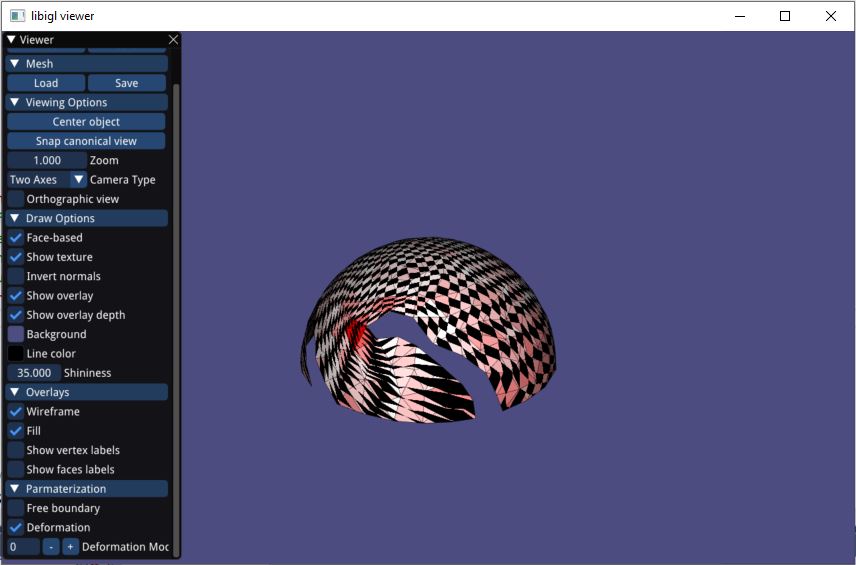 libigl viewer
Viewer
Mesh
Load Save
Viewing Options
Center object
Snap canonical view
1.000 Zoom
Two Axes Camera Type
Orthographic view
Draw Options
Face-based
Show texture
Invert normals
Show overlay
Show overlay depth
Background
Line color
35.000 Shininess
Overlays
Wireframe
Fill
Show vertex labels
Show faces labels
Parmaterization
Free boundary
Deformation
0 - + Deformation Moc